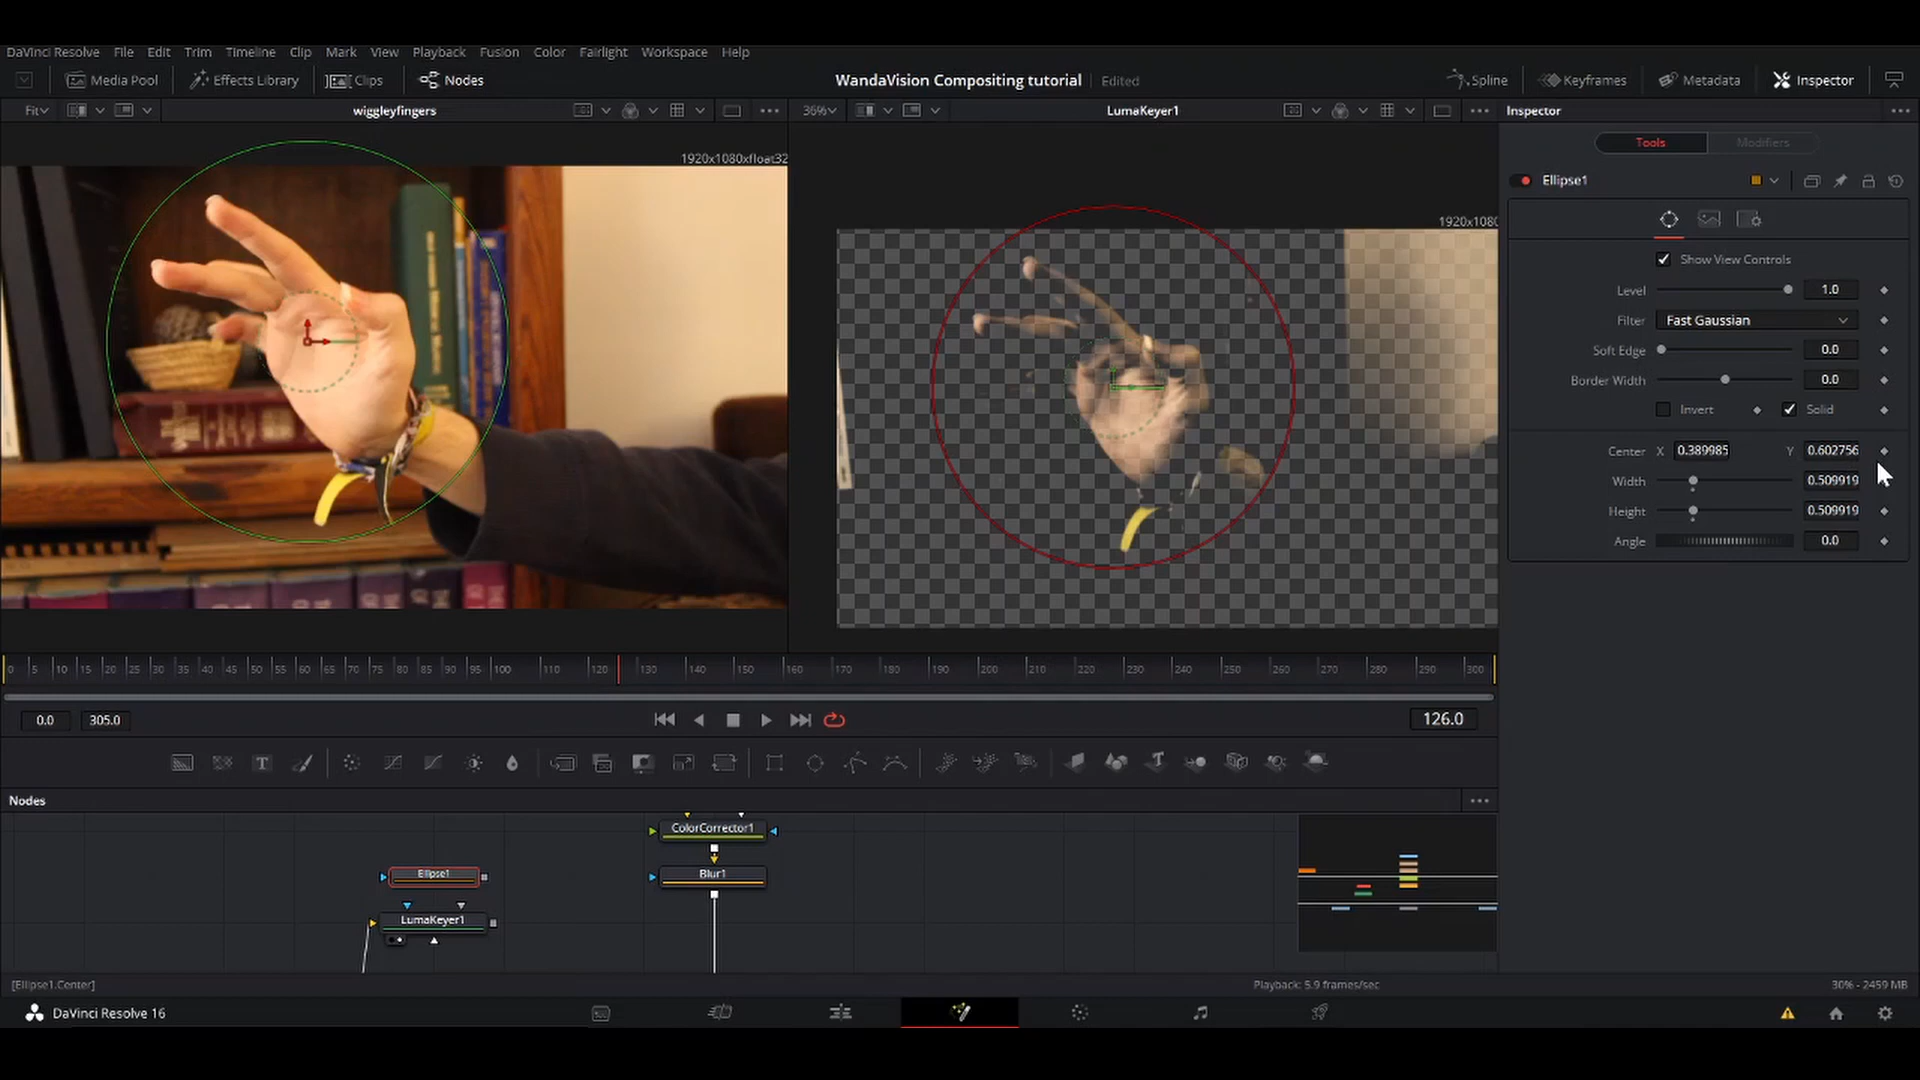 DaVinci Resolve File Edit Trim Timeline Clip Mark View Playback Fusion Color Fairlight Workspace Help
Media Pool Effects Library Clips Nodes WandaVision Compositing tutorial Edited Spline Keyframes Metadata Inspector
Fit wiggleyfingers 36% LumaKeyer1 Inspector
Tools Modifiers
1920x1080xfloat32
Ellipse1
1920x1080
Show View Controls
Level 1.0
Filter Fast Gaussian
Soft Edge 0.0
Border Width 0.0
Invert Solid
Center X 0.389985 Y 0.602756
Width 0.509919
Height 0.509919
Angle 0.0
0 5 10 15 20 25 30 35 40 45 50 55 60 65 70 75 80 85 90 95 100 110 120 130 140 150 160 170 180 190 200 210 220 230 240 250 260 270 280 290 300
0.0 305.0 126.0
Nodes
ColorCorrector1
Ellipse1 Blur1
LumaKeyer1
[Ellipse1.Center] Playback: 5.9 frames/sec 30% - 2459 MB
DaVinci Resolve 16